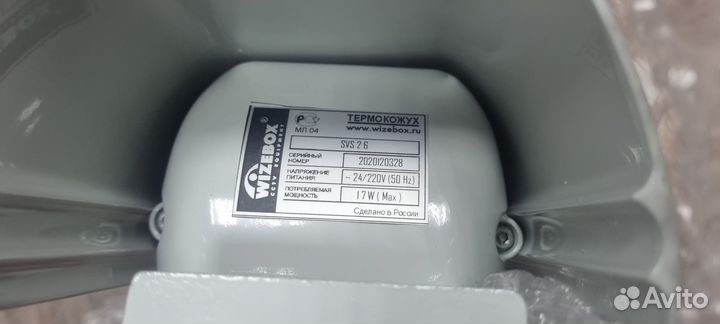 WIZEBOX
CCTV EQUIPMENT
МЛ 04
ТЕРМОКОЖУХ
www.wizebox.ru
SVS 2 6
СЕРИЙНЫЙ НОМЕР
2020120328
НАПРЯЖЕНИЕ ПИТАНИЯ
~ 24/220V (50 Hz)
ПОТРЕБЛЯЕМАЯ МОЩНОСТЬ
17W ( Max )
Сделано в России
Avito